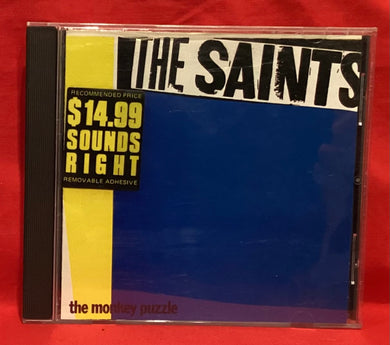 THE SAINTS
RECOMMENDED PRICE
$14.99
SOUNDS
RIGHT
REMOVABLE ADHESIVE
the monkey puzzle